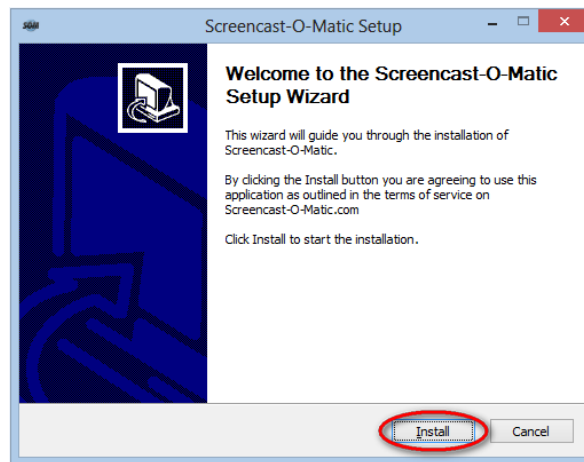 Screencast-O-Matic Setup
Welcome to the Screencast-O-Matic
Setup Wizard
This wizard will guide you through the installation of
Screencast-O-Matic.
By clicking the Install button you are agreeing to use this
application as outlined in the terms of service on
Screencast-O-Matic.com
Click Install to start the installation.
Install
Cancel